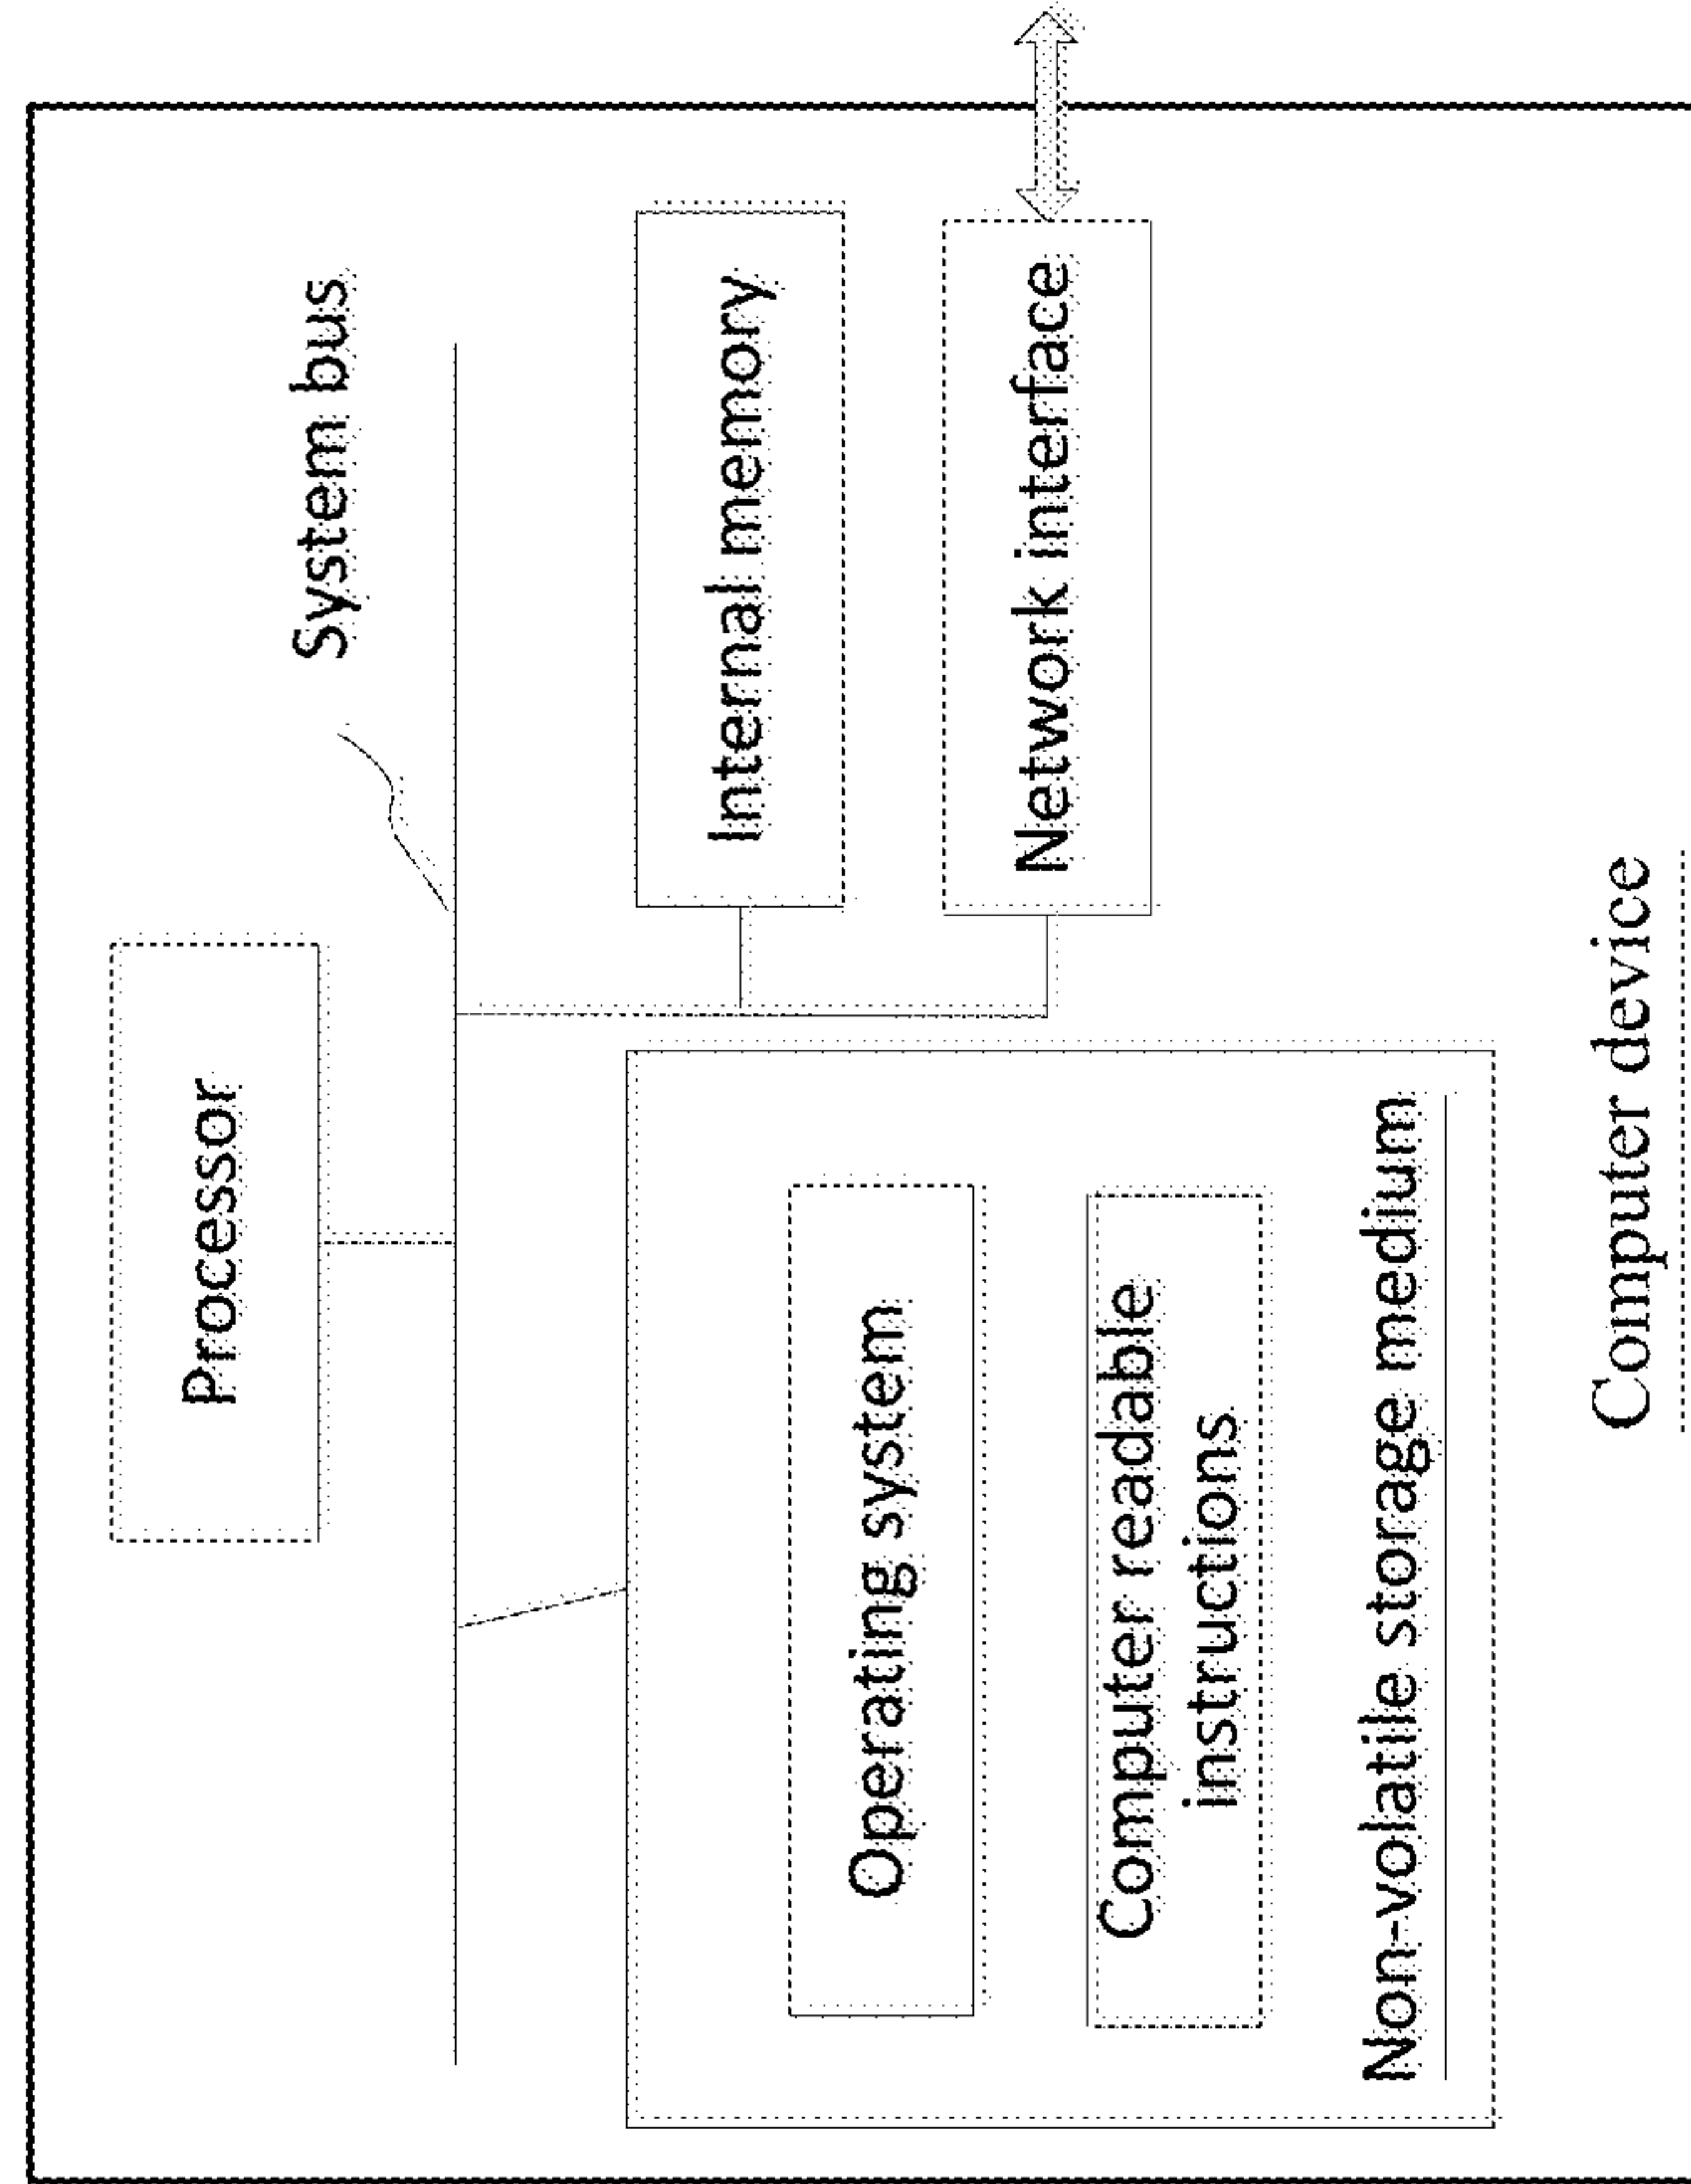 Processor
System bus
Operating system
Computer readable
instructions
Non-volatile storage medium
Internal memory
Network interface
Computer device